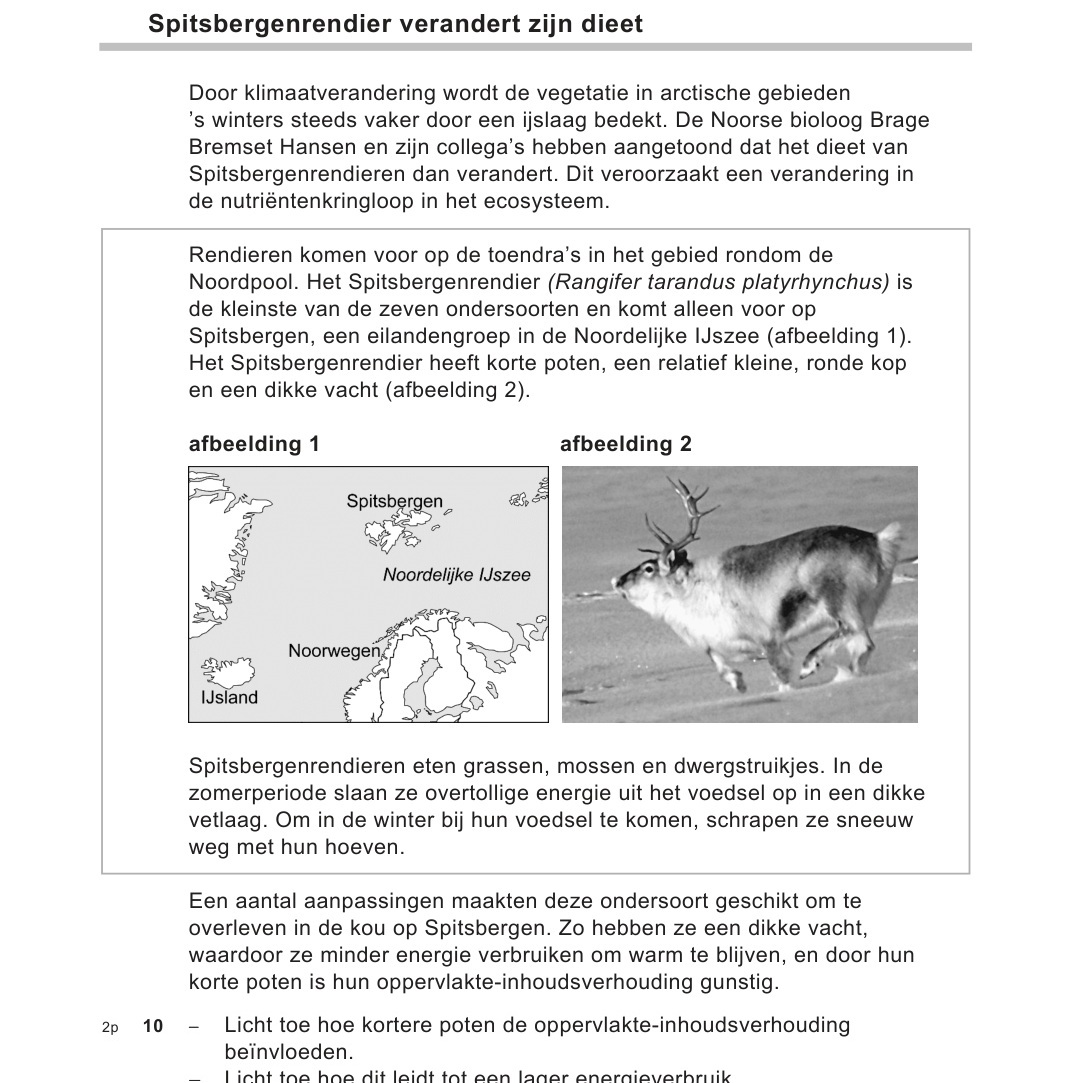 Spitsbergenrendier verandert zijn dieet
Door klimaatverandering wordt de vegetatie in arctische gebieden
’s winters steeds vaker door een ijslaag bedekt. De Noorse bioloog Brage
Bremset Hansen en zijn collega’s hebben aangetoond dat het dieet van
Spitsbergenrendieren dan verandert. Dit veroorzaakt een verandering in
de nutriëntenkringloop in het ecosysteem.
Rendieren komen voor op de toendra’s in het gebied rondom de
Noordpool. Het Spitsbergenrendier (Rangifer tarandus platyrhynchus) is
de kleinste van de zeven ondersoorten en komt alleen voor op
Spitsbergen, een eilandengroep in de Noordelijke IJszee (afbeelding 1).
Het Spitsbergenrendier heeft korte poten, een relatief kleine, ronde kop
en een dikke vacht (afbeelding 2).
afbeelding 1
afbeelding 2
Spitsbergen
Noordelijke IJszee
Noorwegen
IJsland
Spitsbergenrendieren eten grassen, mossen en dwergstruikjes. In de
zomerperiode slaan ze overtollige energie uit het voedsel op in een dikke
vetlaag. Om in de winter bij hun voedsel te komen, schrapen ze sneeuw
weg met hun hoeven.
Een aantal aanpassingen maakten deze ondersoort geschikt om te
overleven in de kou op Spitsbergen. Zo hebben ze een dikke vacht,
waardoor ze minder energie verbruiken om warm te blijven, en door hun
korte poten is hun oppervlakte-inhoudsverhouding gunstig.
2p 10 – Licht toe hoe kortere poten de oppervlakte-inhoudsverhouding
beïnvloeden.
– Licht toe hoe dit leidt tot een lager energieverbruik